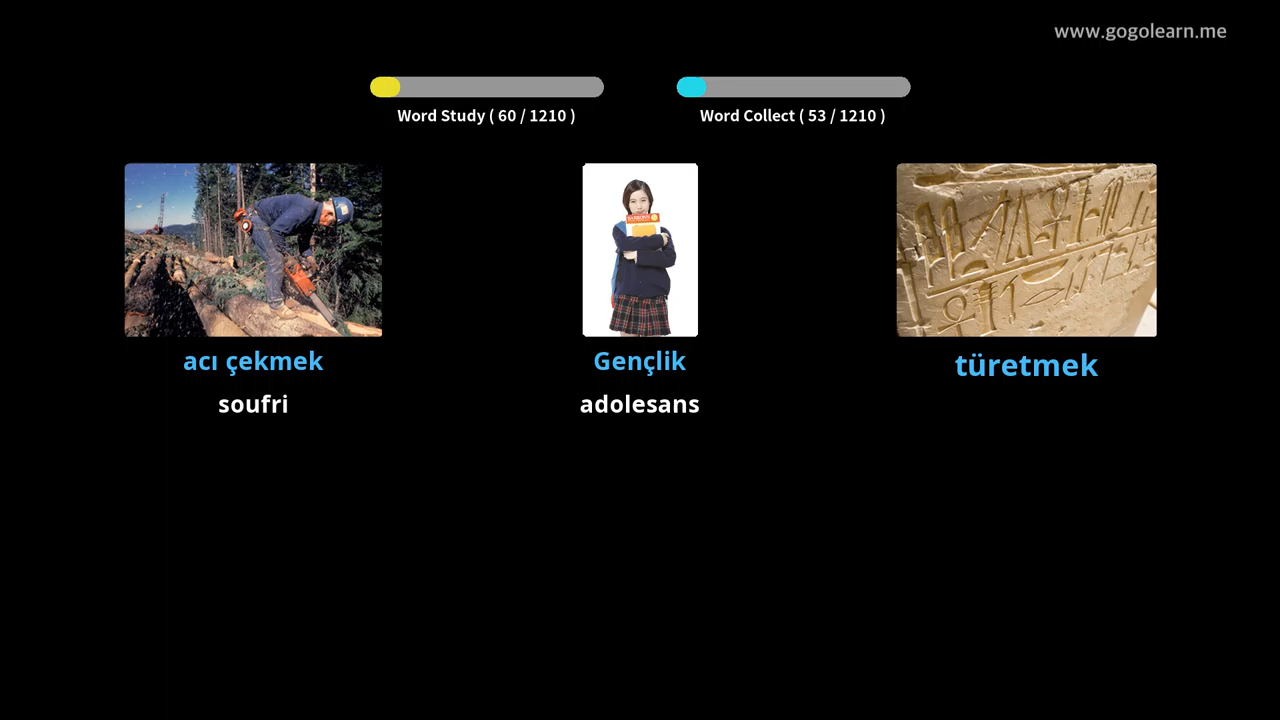 www.gogolearn.me
Word Study ( 60 / 1210 )
Word Collect ( 53 / 1210 )
acı çekmek
Gençlik
türetmek
soufri
adolesans